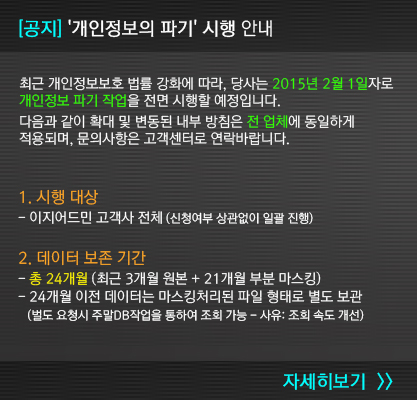 [공지] '개인정보의 파기' 시행 안내
최근 개인정보보호 법률 강화에 따라, 당사는 2015년 2월 1일자로
개인정보 파기 작업을 전면 시행할 예정입니다.
다음과 같이 확대 및 변동된 내부 방침은 전 업체에 동일하게
적용되며, 문의사항은 고객센터로 연락바랍니다.
1. 시행 대상
- 이지어드민 고객사 전체 (신청여부 상관없이 일괄 진행)
2. 데이터 보존 기간
- 총 24개월 (최근 3개월 원본 + 21개월 부분 마스킹)
- 24개월 이전 데이터는 마스킹처리된 파일 형태로 별도 보관
(별도 요청시 주말DB작업을 통하여 조회 가능 - 사유: 조회 속도 개선)
자세히보기 >>